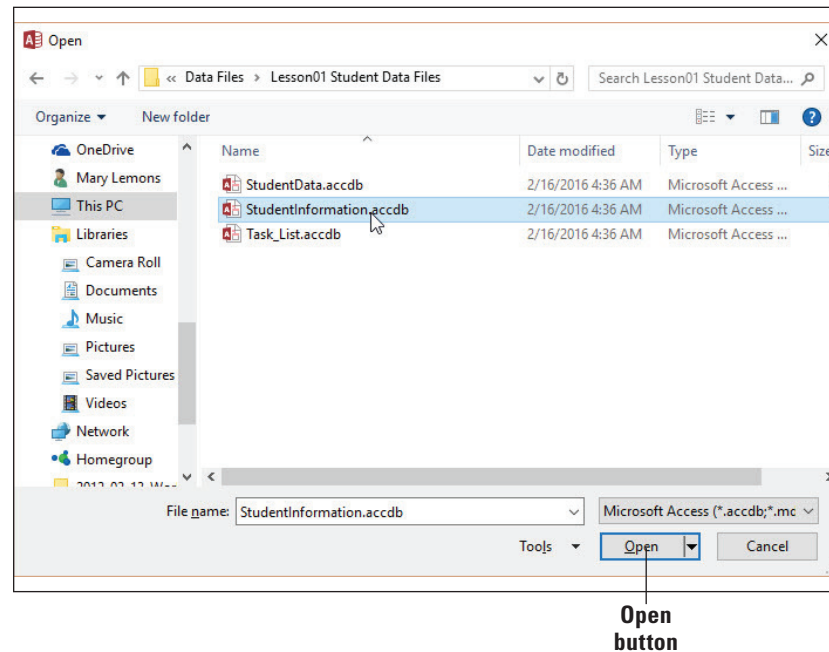 Open
« Data Files > Lesson01 Student Data Files
Search Lesson01 Student Data...
Organize
New folder
?
OneDrive
Mary Lemons
This PC
Libraries
Camera Roll
Documents
Music
Pictures
Saved Pictures
Videos
Network
Homegroup
Name Date modified Type Size
StudentData.accdb 2/16/2016 4:36 AM Microsoft Access ...
StudentInformation.accdb 2/16/2016 4:36 AM Microsoft Access ...
Task_List.accdb 2/16/2016 4:36 AM Microsoft Access ...
File name: StudentInformation.accdb Microsoft Access (*.accdb;*.mc
Tools Open Cancel
Open
button